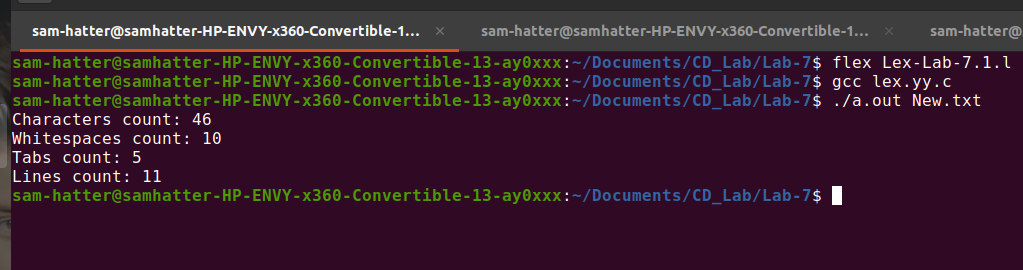 sam-hatter@samhatter-HP-ENVY-x360-Convertible-1... × sam-hatter@samhatter-HP-ENVY-x360-Convertible-1... × sam-hatter@
sam-hatter@samhatter-HP-ENVY-x360-Convertible-13-ay0xxx:~/Documents/CD_Lab/Lab-7$ flex Lex-Lab-7.1.l
sam-hatter@samhatter-HP-ENVY-x360-Convertible-13-ay0xxx:~/Documents/CD_Lab/Lab-7$ gcc lex.yy.c
sam-hatter@samhatter-HP-ENVY-x360-Convertible-13-ay0xxx:~/Documents/CD_Lab/Lab-7$ ./a.out New.txt
Characters count: 46
Whitespaces count: 10
Tabs count: 5
Lines count: 11
sam-hatter@samhatter-HP-ENVY-x360-Convertible-13-ay0xxx:~/Documents/CD_Lab/Lab-7$